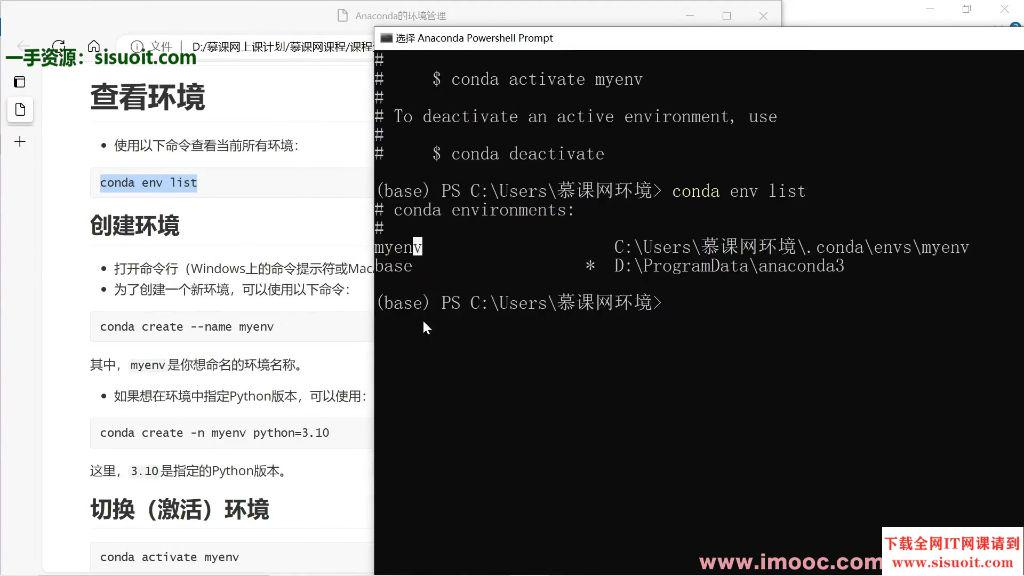 Anaconda的环境管理
文件 | D:/慕课网上课计划/慕课网课程/课程
一手资源：sisuoit.com
查看环境
使用以下命令查看当前所有环境：
conda env list
创建环境
打开命令行（Windows上的命令提示符或Mac
为了创建一个新环境，可以使用以下命令：
conda create --name myenv
其中，myenv是你想命名的环境名称。
如果想在环境中指定Python版本，可以使用：
conda create -n myenv python=3.10
这里，3.10是指定的Python版本。
切换（激活）环境
conda activate myenv
选择 Anaconda Powershell Prompt
#
# $ conda activate myenv
#
# To deactivate an active environment, use
#
# $ conda deactivate
(base) PS C:\Users\慕课网环境> conda env list
# conda environments:
#
myenv C:\Users\慕课网环境\.conda\envs\myenv
base * D:\ProgramData\anaconda3
(base) PS C:\Users\慕课网环境>
www.imooc.com
下载全网IT网课请到
www.sisuoit.com